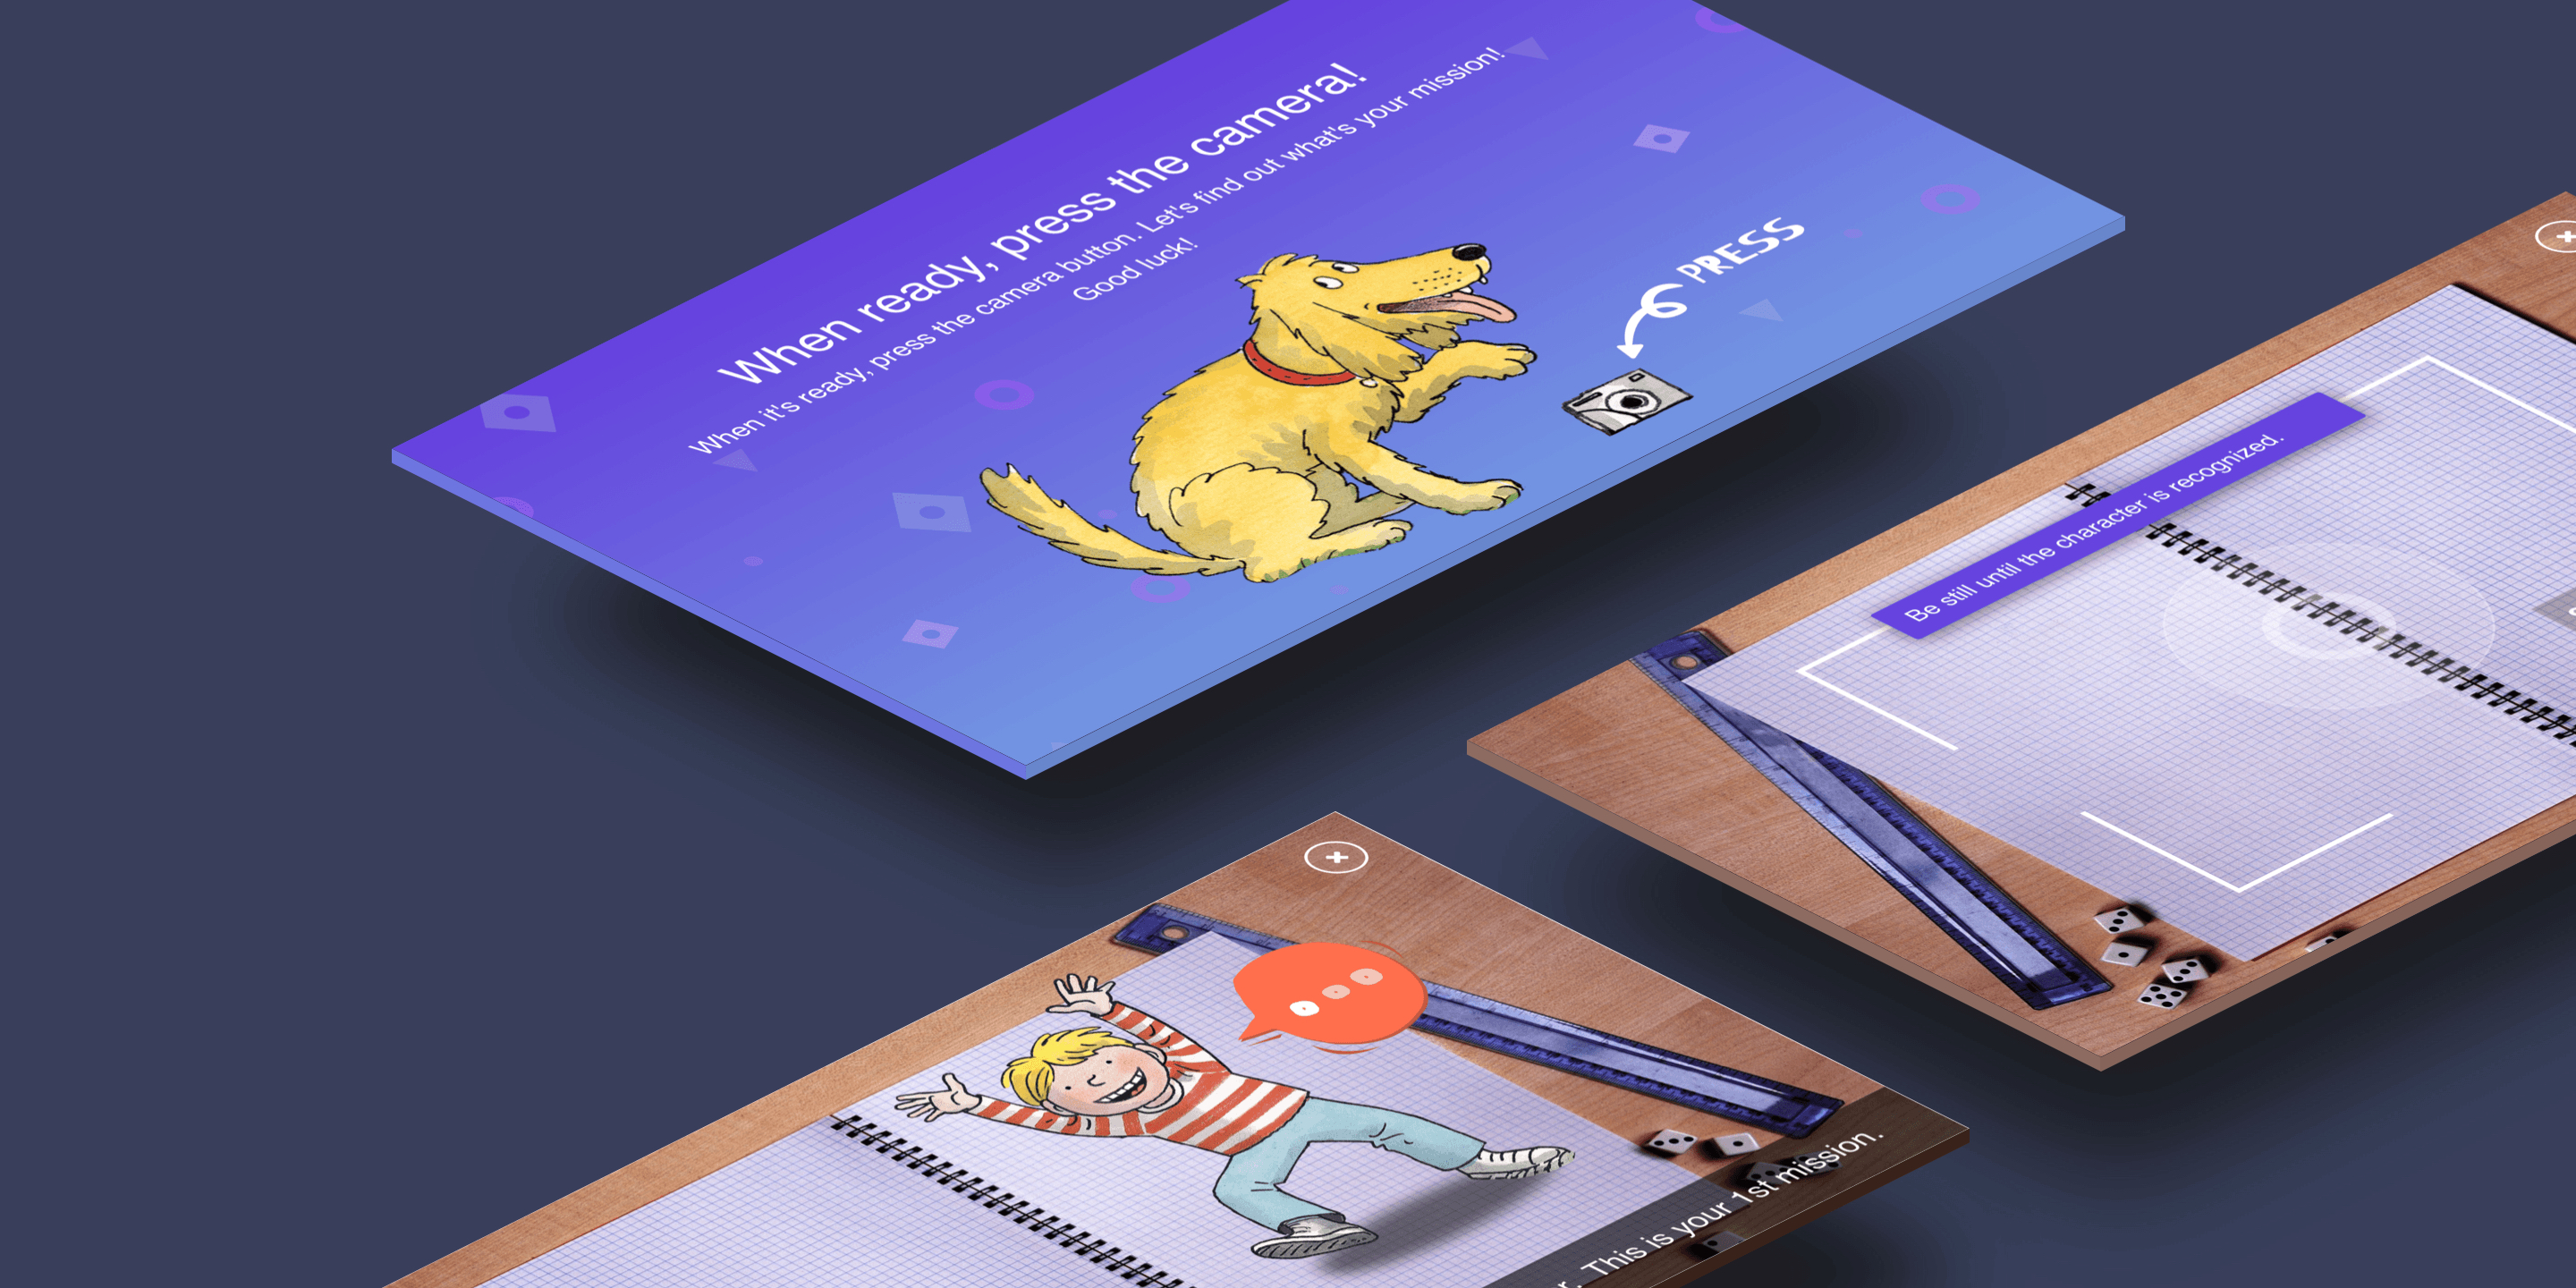 When ready, press the camera!
When it's ready, press the camera button. Let's find out what's your mission!
Good luck!
PRESS
Be still until the character is recognized.
This is your 1st mission.